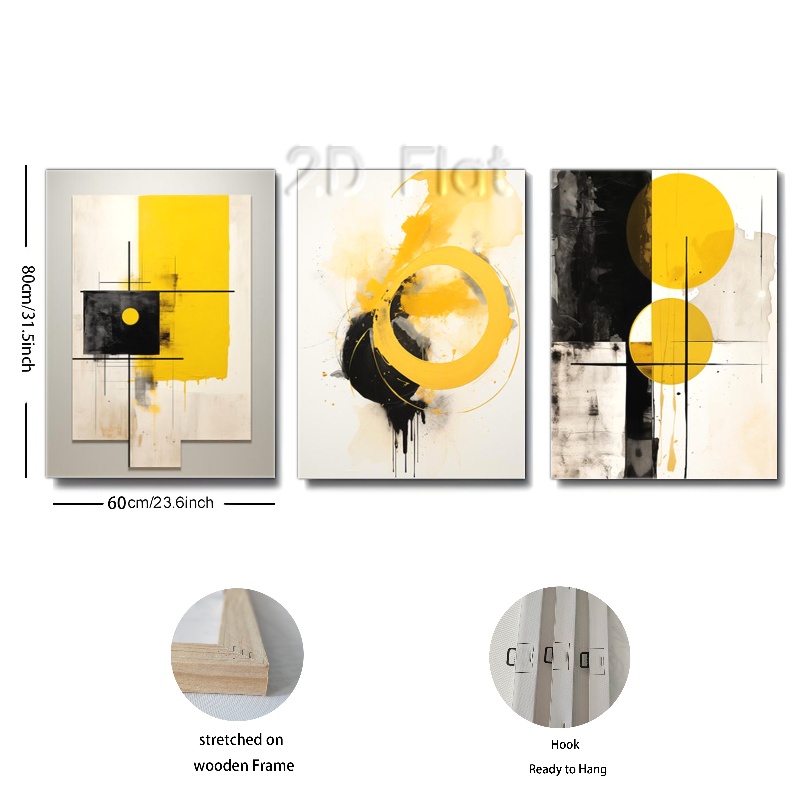 2D Flat
80cm/31.5inch
60cm/23.6inch
stretched on
wooden Frame
Hook
Ready to Hang